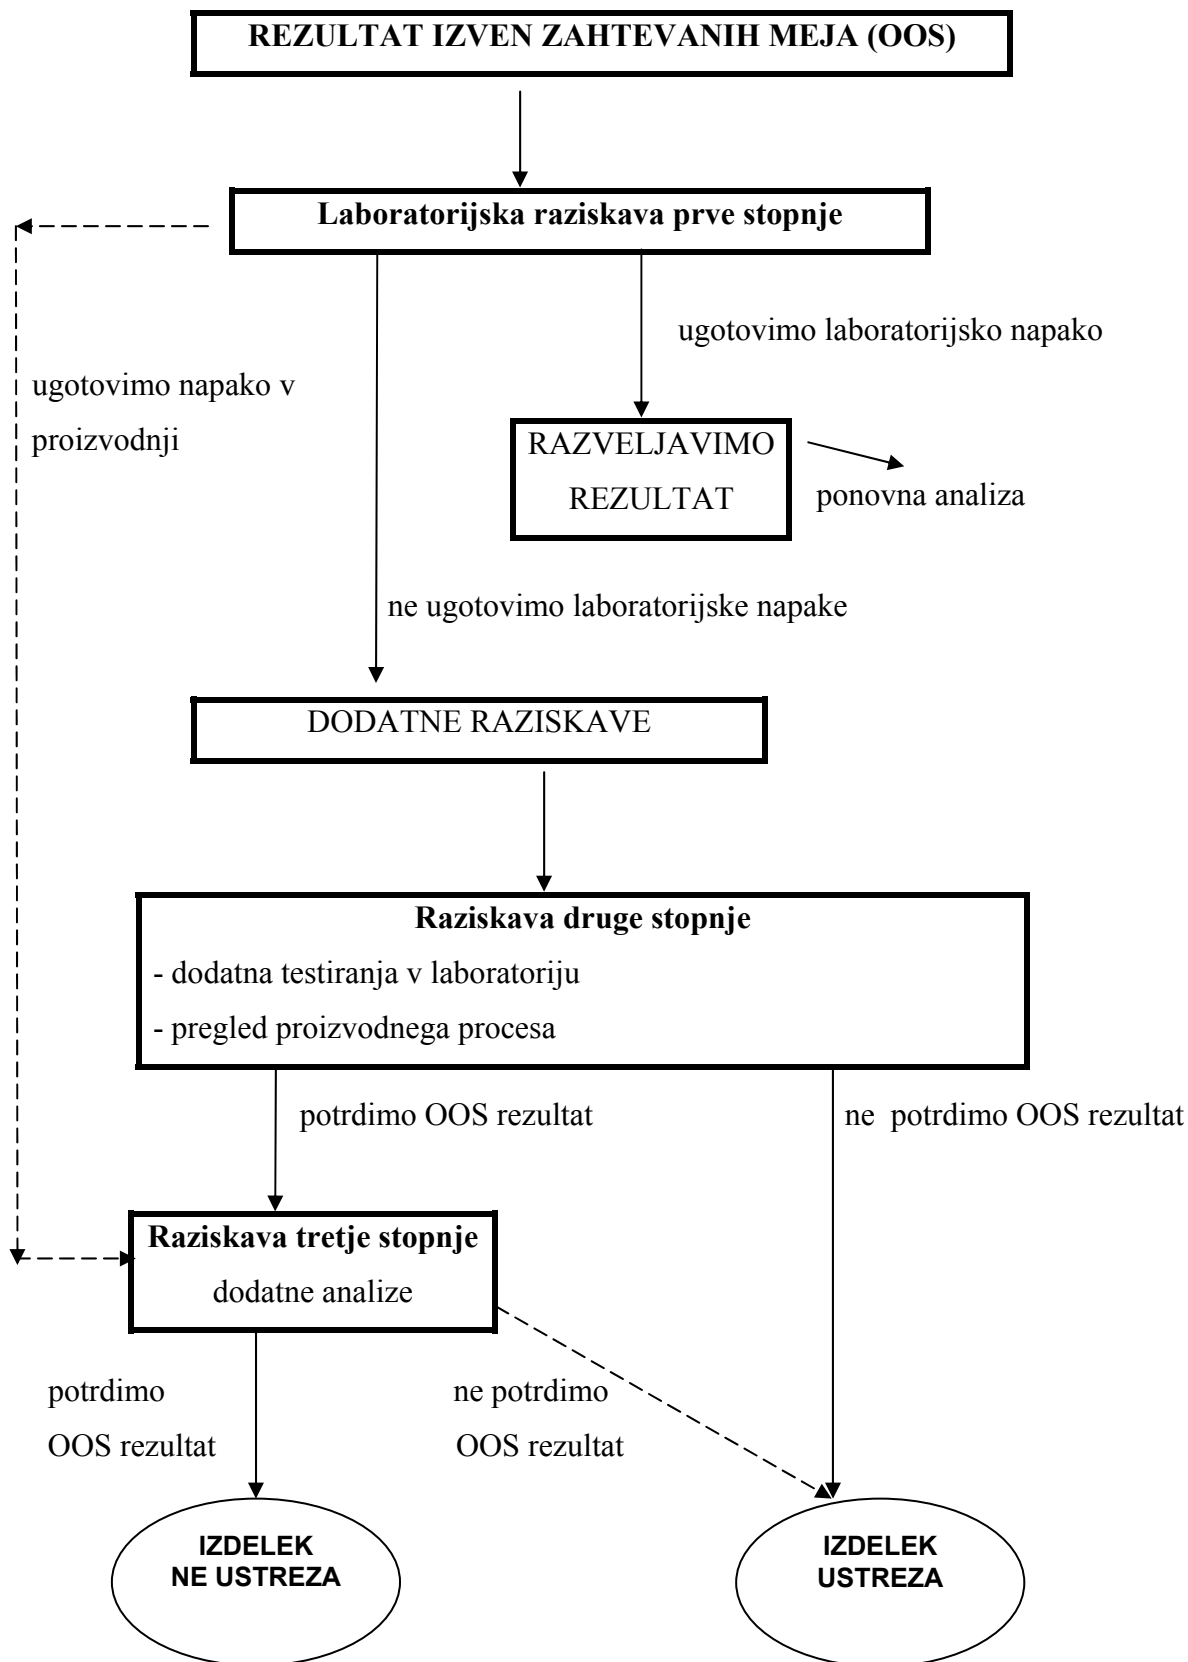 REZULTAT IZVEN ZAHTEVANIH MEJA (OOS)
Laboratorijska raziskava prve stopnje
ugotovimo laboratorijsko napako
ugotovimo napako v
proizvodnji
RAZVELJAVIMO
REZULTAT
ponovna analiza
ne ugotovimo laboratorijske napake
DODATNE RAZISKAVE
Raziskava druge stopnje
- dodatna testiranja v laboratoriju
- pregled proizvodnega procesa
potrdimo OOS rezultat
ne potrdimo OOS rezultat
Raziskava tretje stopnje
dodatne analize
potrdimo
OOS rezultat
ne potrdimo
OOS rezultat
IZDELEK
NE USTREZA
IZDELEK
USTREZA